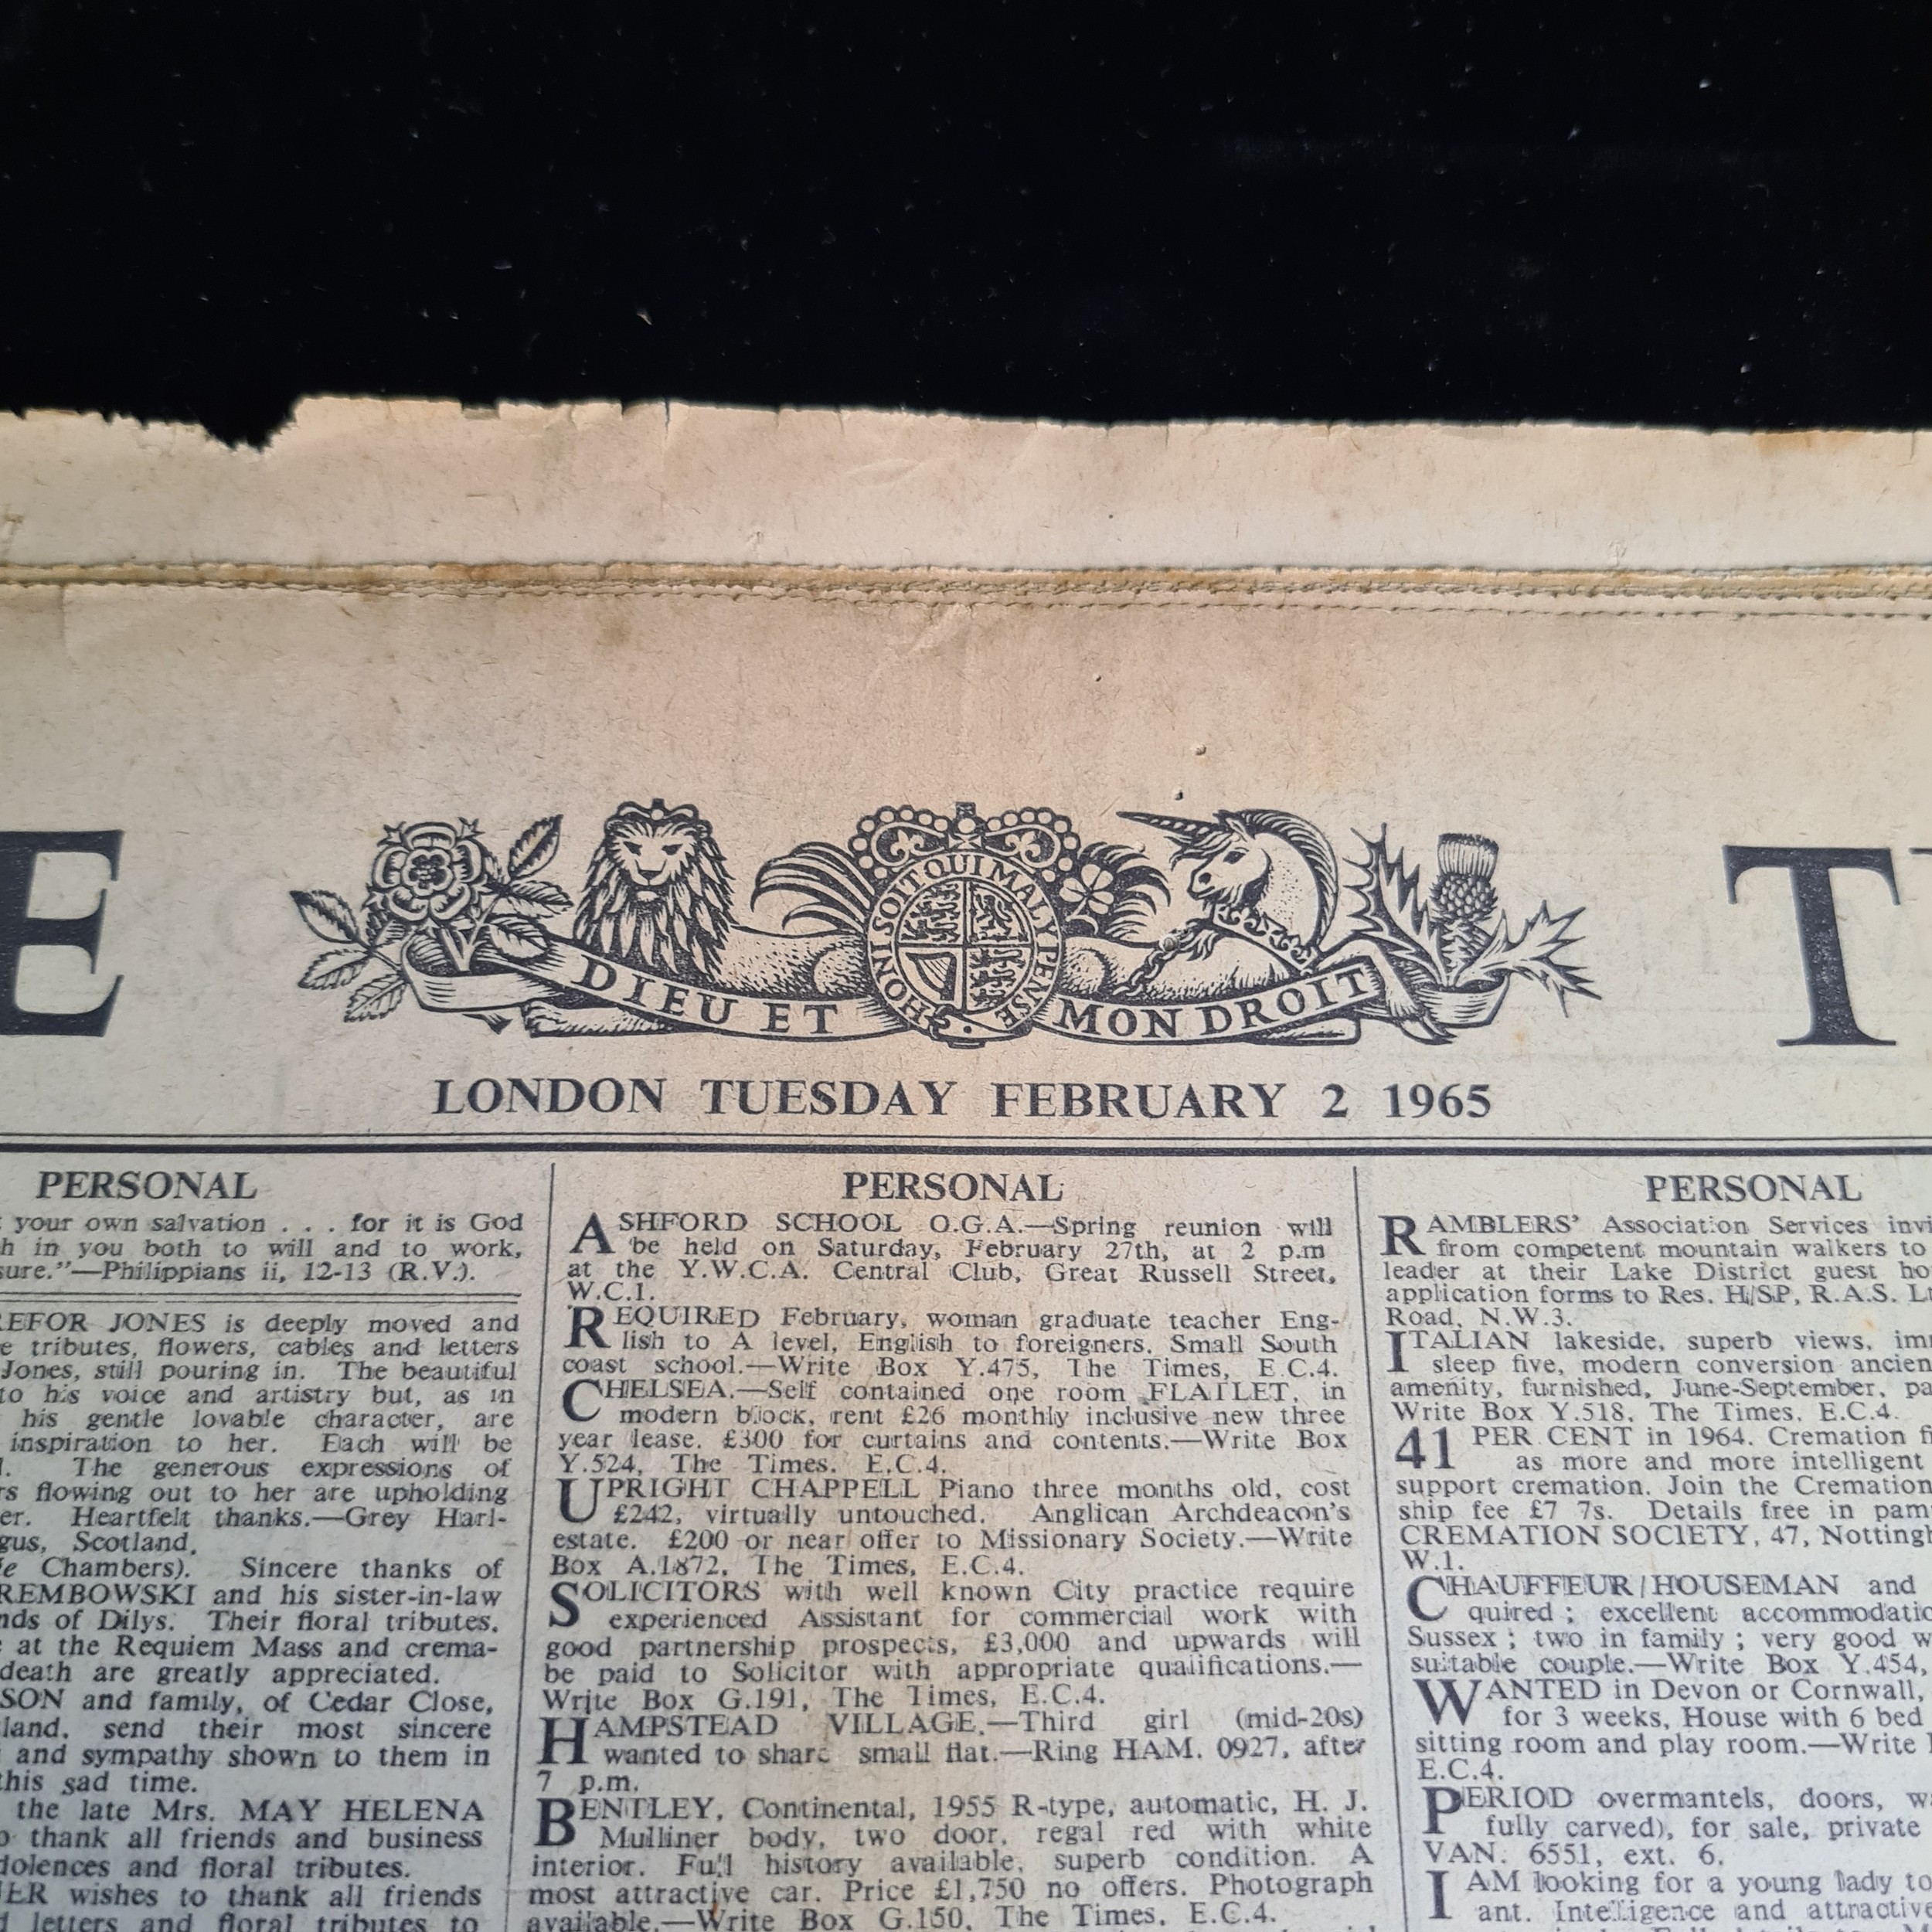 E T
HONI SOIT QUI MAL Y PENSE
DIEU ET MON DROIT
LONDON TUESDAY FEBRUARY 2 1965
PERSONAL
your own salvation . . . for it is God
h in you both to will and to work,
sure."—Philippians ii, 12-13 (R.V.).
REFOR JONES is deeply moved and
e tributes, flowers, cables and letters
Jones, still pouring in. The beautiful
to his voice and artistry but, as in
his gentle lovable character, are
inspiration to her. Each will be
d. The generous expressions of
rs flowing out to her are upholding
er. Heartfelt thanks.—Grey Harl-
gus, Scotland.
e Chambers). Sincere thanks of
REMBOWSKI and his sister-in-law
nds of Dilys. Their floral tributes,
at the Requiem Mass and crema-
death are greatly appreciated.
SON and family, of Cedar Close,
land, send their most sincere
and sympathy shown to them in
this sad time.
the late Mrs. MAY HELENA
o thank all friends and business
dolences and floral tributes.
ER wishes to thank all friends
d letters and floral tributes to
PERSONAL
ASHFORD SCHOOL O.G.A.—Spring reunion will
be held on Saturday, February 27th, at 2 p.m
at the Y.W.C.A. Central Club, Great Russell Street,
W.C.1.
REQUIRED February, woman graduate teacher Eng-
lish to A level, English to foreigners. Small South
coast school.—Write Box Y.475, The Times, E.C.4.
CHELSEA.—Self contained one room FLATLET, in
modern block, rent £26 monthly inclusive new three
year lease. £300 for curtains and contents.—Write Box
Y.524, The Times. E.C.4.
UPRIGHT CHAPPELL Piano three months old, cost
£242, virtually untouched. Anglican Archdeacon's
estate. £200 or near offer to Missionary Society.—Write
Box A.1872, The Times, E.C.4.
SOLICITORS with well known City practice require
experienced Assistant for commercial work with
good partnership prospects, £3,000 and upwards will
be paid to Solicitor with appropriate qualifications.—
Write Box G.191, The Times, E.C.4.
HAMPSTEAD VILLAGE.—Third girl (mid-20s)
wanted to share small flat.—Ring HAM. 0927, after
7 p.m.
BENTLEY, Continental, 1955 R-type, automatic, H. J.
Mulliner body, two door, regal red with white
interior. Full history available, superb condition. A
most attractive car. Price £1,750 no offers. Photograph
available.—Write Box G.150, The Times, E.C.4.
PERSONAL
RAMBLERS' Association Services invi
from competent mountain walkers to
leader at their Lake District guest ho
application forms to Res. H/SP, R.A.S. Lt
Road, N.W.3.
ITALIAN lakeside, superb views, im
sleep five, modern conversion ancien
amenity, furnished, June-September, pa
Write Box Y.518, The Times, E.C.4.
41 PER CENT in 1964. Cremation fi
as more and more intelligent
support cremation. Join the Cremation
ship fee £7 7s. Details free in pam
CREMATION SOCIETY, 47, Nottingh
W.1.
CHAUFFEUR/HOUSEMAN and
quired; excellent accommodatio
Sussex; two in family; very good w
suitable couple.—Write Box Y.454,
WANTED in Devon or Cornwall,
for 3 weeks, House with 6 bed
sitting room and play room.—Write
E.C.4.
PERIOD overmantels, doors, w
fully carved), for sale, private
VAN. 6551, ext. 6.
I AM looking for a young lady to
ant. Intelligence and attractive